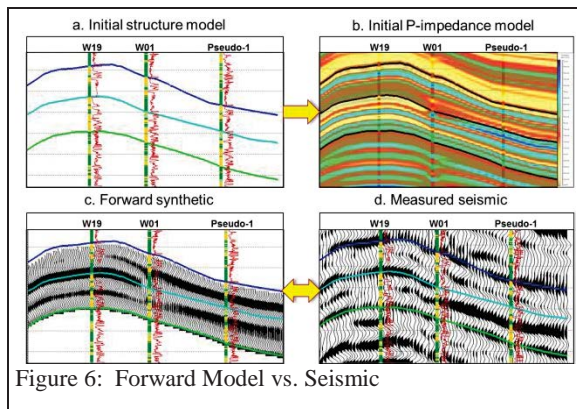 a. Initial structure model
W19 W01 Pseudo-1
b. Initial P-impedance model
W19 W01 Pseudo-1
c. Forward synthetic
W19 W01 Pseudo-1
d. Measured seismic
W19 W01 Pseudo-1
Figure 6: Forward Model vs. Seismic